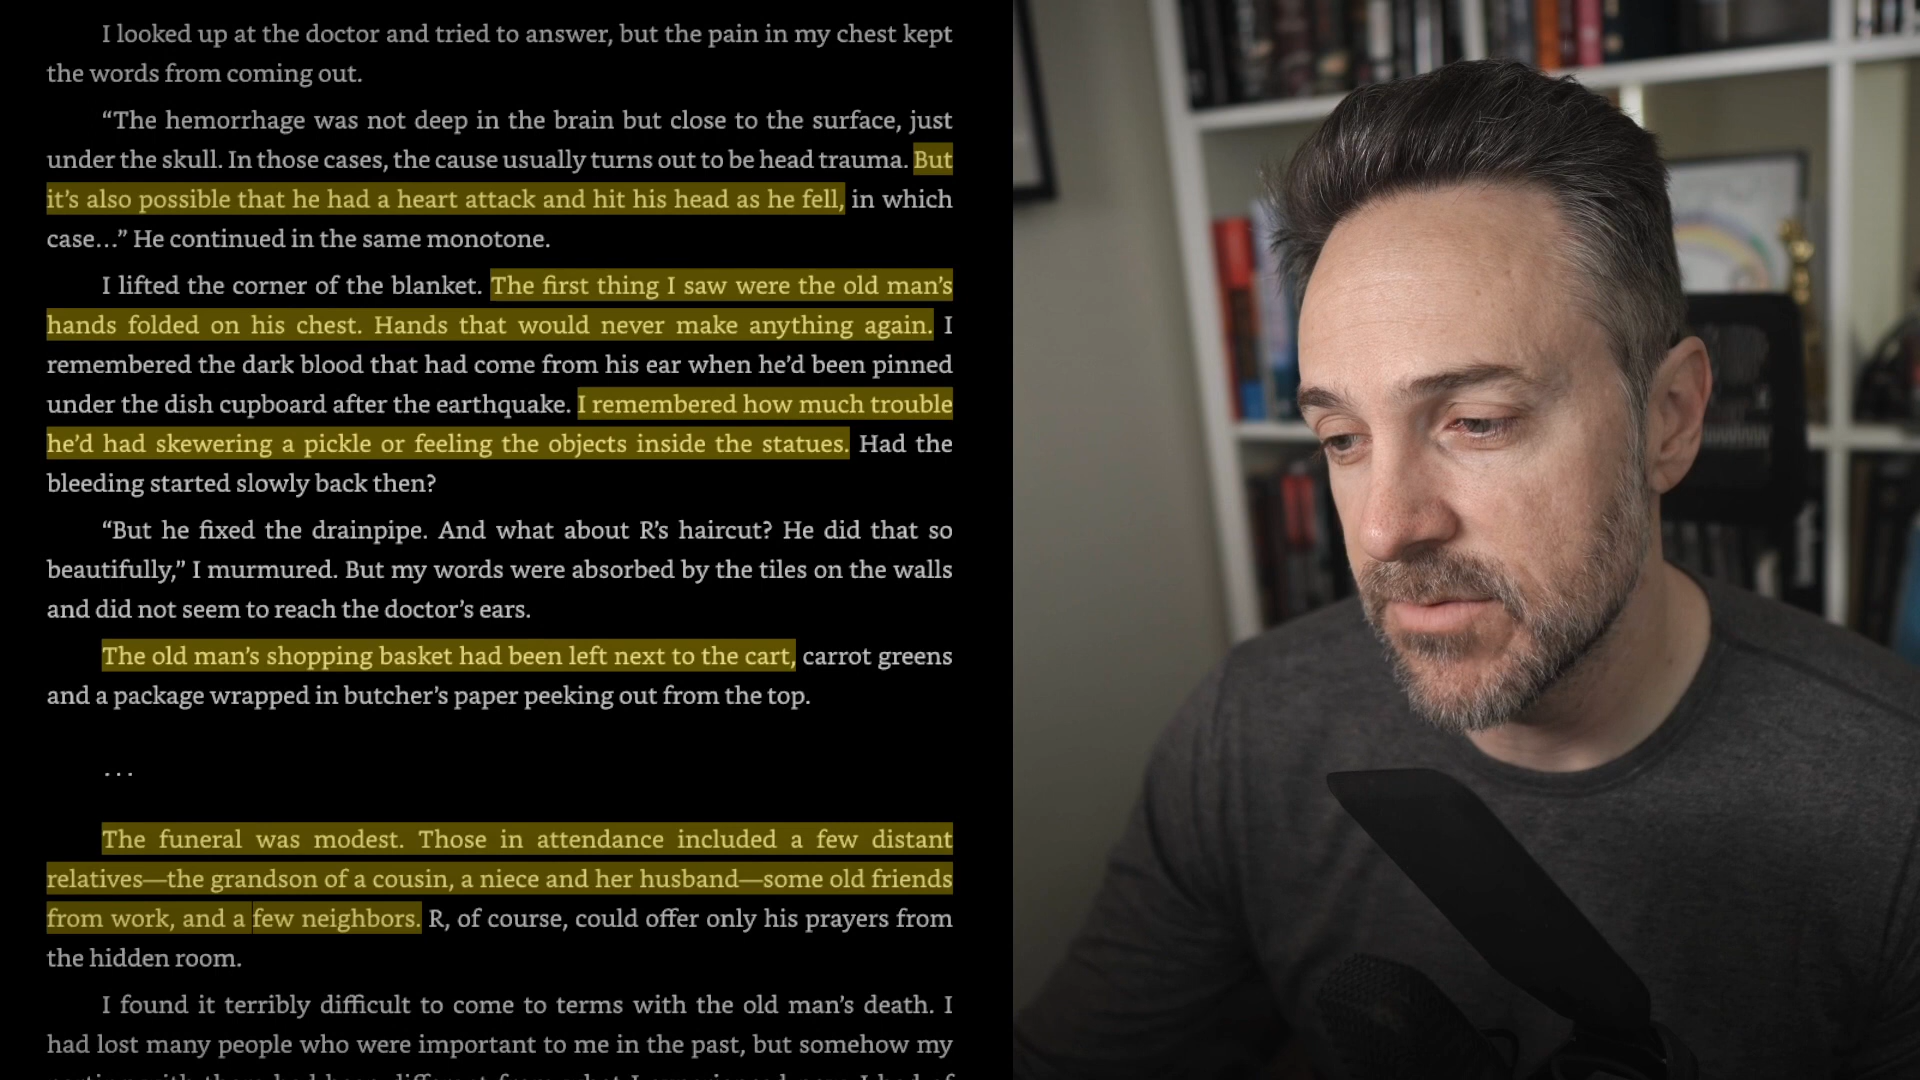 I looked up at the doctor and tried to answer, but the pain in my chest kept
the words from coming out.
“The hemorrhage was not deep in the brain but close to the surface, just
under the skull. In those cases, the cause usually turns out to be head trauma. But
it’s also possible that he had a heart attack and hit his head as he fell, in which
case…” He continued in the same monotone.
I lifted the corner of the blanket. The first thing I saw were the old man’s
hands folded on his chest. Hands that would never make anything again. I
remembered the dark blood that had come from his ear when he’d been pinned
under the dish cupboard after the earthquake. I remembered how much trouble
he’d had skewering a pickle or feeling the objects inside the statues. Had the
bleeding started slowly back then?
“But he fixed the drainpipe. And what about R’s haircut? He did that so
beautifully,” I murmured. But my words were absorbed by the tiles on the walls
and did not seem to reach the doctor’s ears.
The old man’s shopping basket had been left next to the cart, carrot greens
and a package wrapped in butcher’s paper peeking out from the top.
...
The funeral was modest. Those in attendance included a few distant
relatives—the grandson of a cousin, a niece and her husband—some old friends
from work, and a few neighbors. R, of course, could offer only his prayers from
the hidden room.
I found it terribly difficult to come to terms with the old man’s death. I
had lost many people who were important to me in the past, but somehow my